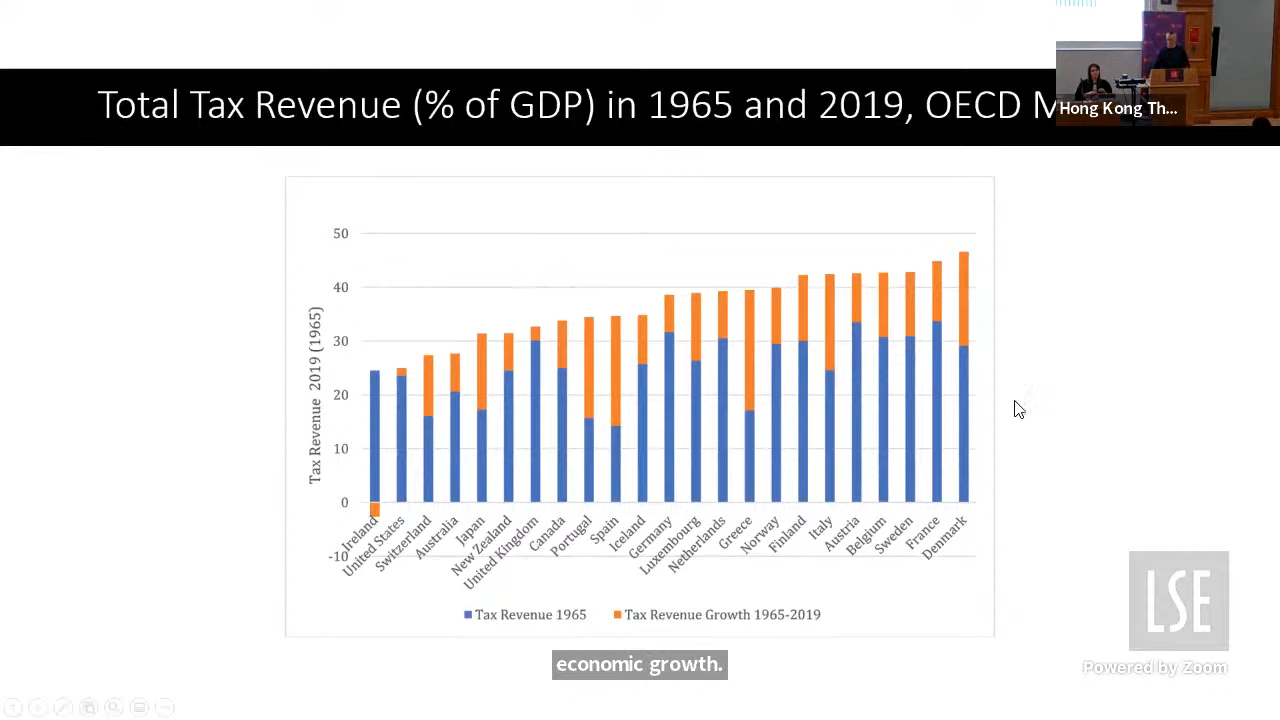 Total Tax Revenue (% of GDP) in 1965 and 2019, OECD M
Hong Kong Th...
Tax Revenue 2019 (1965)
50
40
30
20
10
0
-10
Ireland
United States
Switzerland
Australia
Japan
New Zealand
United Kingdom
Canada
Portugal
Spain
Iceland
Germany
Luxembourg
Netherlands
Greece
Norway
Finland
Italy
Austria
Belgium
Sweden
France
Denmark
Tax Revenue 1965
Tax Revenue Growth 1965-2019
LSE
economic growth.
Powered by Zoom